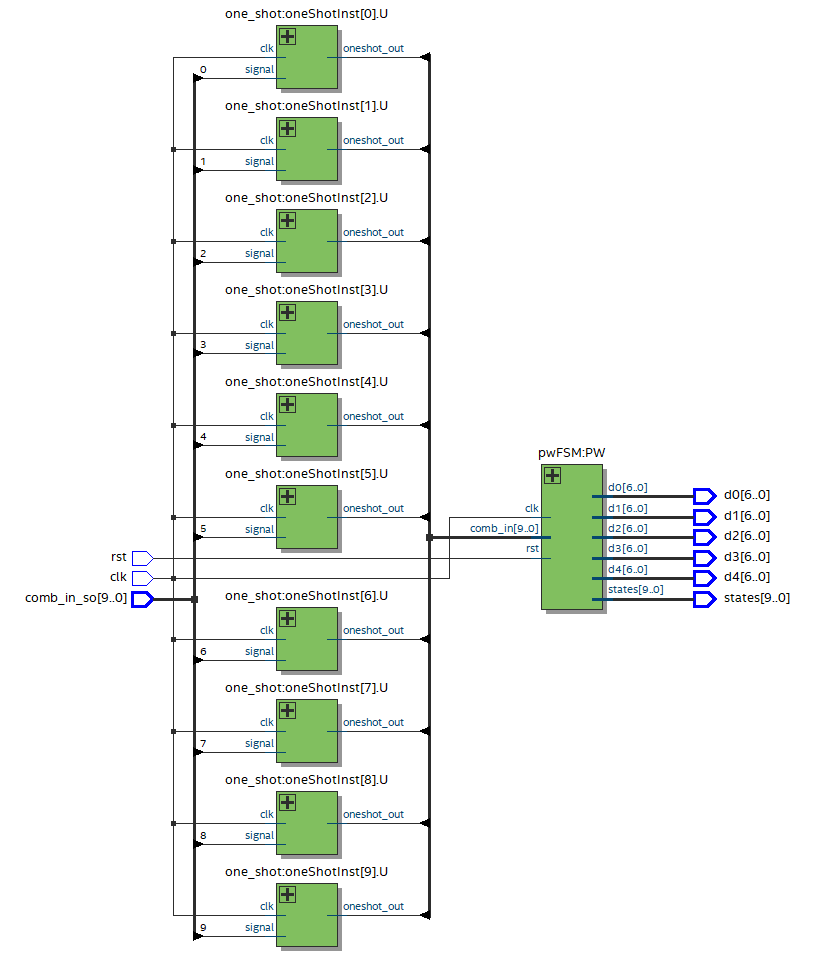 one_shot:oneShotInst[0].U
clk oneshot_out
0 signal
one_shot:oneShotInst[1].U
clk oneshot_out
1 signal
one_shot:oneShotInst[2].U
clk oneshot_out
2 signal
one_shot:oneShotInst[3].U
clk oneshot_out
3 signal
one_shot:oneShotInst[4].U
clk oneshot_out
4 signal
one_shot:oneShotInst[5].U
clk oneshot_out
5 signal
rst
clk
comb_in_so[9..0]
one_shot:oneShotInst[6].U
clk oneshot_out
6 signal
one_shot:oneShotInst[7].U
clk oneshot_out
7 signal
one_shot:oneShotInst[8].U
clk oneshot_out
8 signal
one_shot:oneShotInst[9].U
clk oneshot_out
9 signal
pwFSM:PW
clk
comb_in[9..0]
rst
d0[6..0] d0[6..0]
d1[6..0] d1[6..0]
d2[6..0] d2[6..0]
d3[6..0] d3[6..0]
d4[6..0] d4[6..0]
states[9..0] states[9..0]